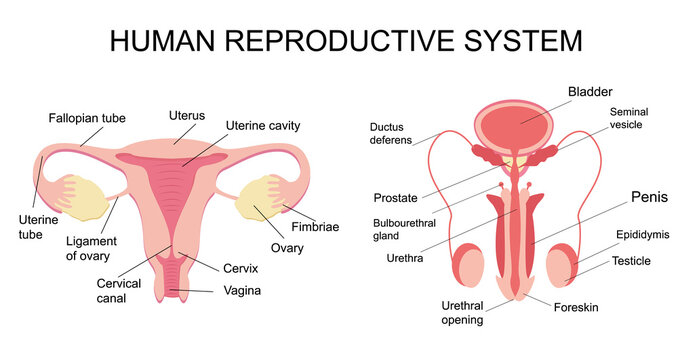 HUMAN REPRODUCTIVE SYSTEM
Fallopian tube
Uterus
Uterine cavity
Uterine
tube
Ligament
of ovary
Cervical
canal
Cervix
Vagina
Ovary
Fimbriae
Bladder
Seminal
vesicle
Ductus
deferens
Prostate
Penis
Bulbourethral
gland
Urethra
Epididymis
Testicle
Urethral
opening
Foreskin